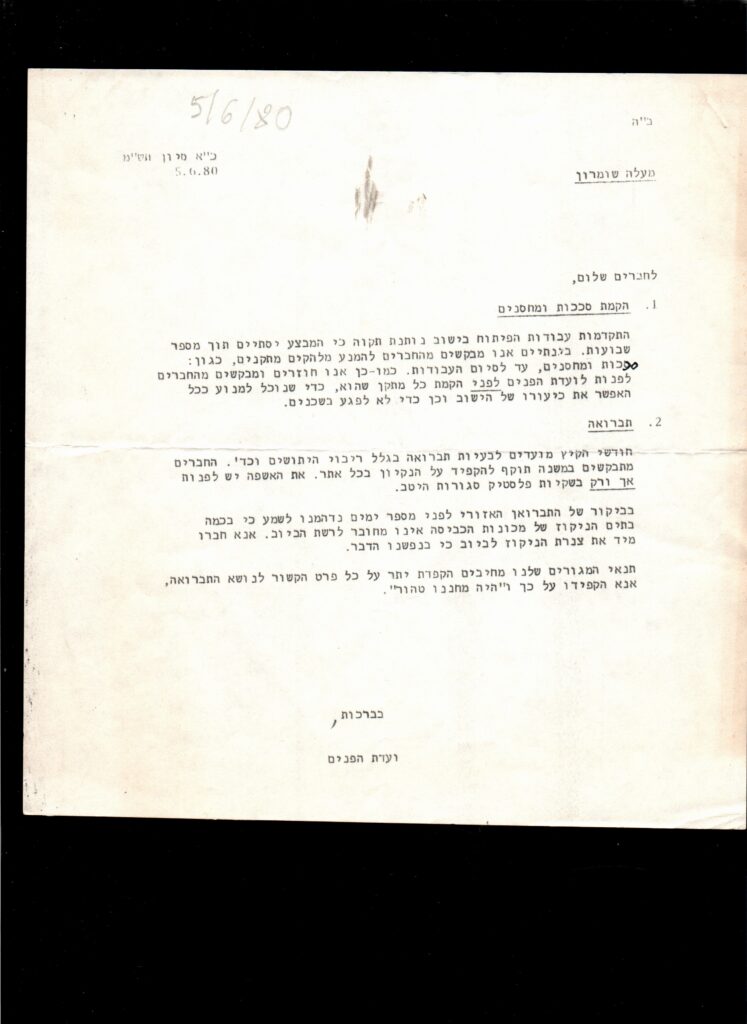 5/6/80
ב"ה
כ"א סיון תש"מ
5.6.80
מעלה שומרון
לחברים שלום,
1. הקמת סככות ומחסנים
התקדמות עבודות הפיתוח בישוב נותנת תקוה כי המבצע יסתיים תוך מספר
שבועות. בינתיים אנו מבקשים מהחברים להמנע מלהקים מתקנים, כגון:
סככות ומחסנים, עד לסיום העבודות. כמו-כן אנו חוזרים ומבקשים מהחברים
לפנות לועדת הפנים לפני הקמת כל מתקן שהוא, כדי שנוכל למנוע ככל
האפשר את כיעורו של הישוב וכן כדי לא לפגע בשכנים.
2. תברואה
חודשי הקיץ מועדים לבעיות תברואה בגלל ריבוי היתושים וכד'. החברים
מתבקשים במשנה תוקף להקפיד על הנקיון בכל אתר. את האשפה יש לפנות
אך ורק בשקיות פלסטיק סגורות היטב.
בביקור של התברואן האזורי לפני מספר ימים נדהמנו לשמע כי בכמה
בתים הניקוז של מכונות הכביסה אינו מחובר לרשת הביוב. אנא חברו
מיד את צנרת הניקוז לביוב כי בנפשנו הדבר.
תנאי המגורים שלנו מחיבים הקפדת יתר על כל פרט הקשור לנושא התברואה,
אנא הקפידו על כך ו"היה מחננו טהור".
בברכות,
ועדת הפנים